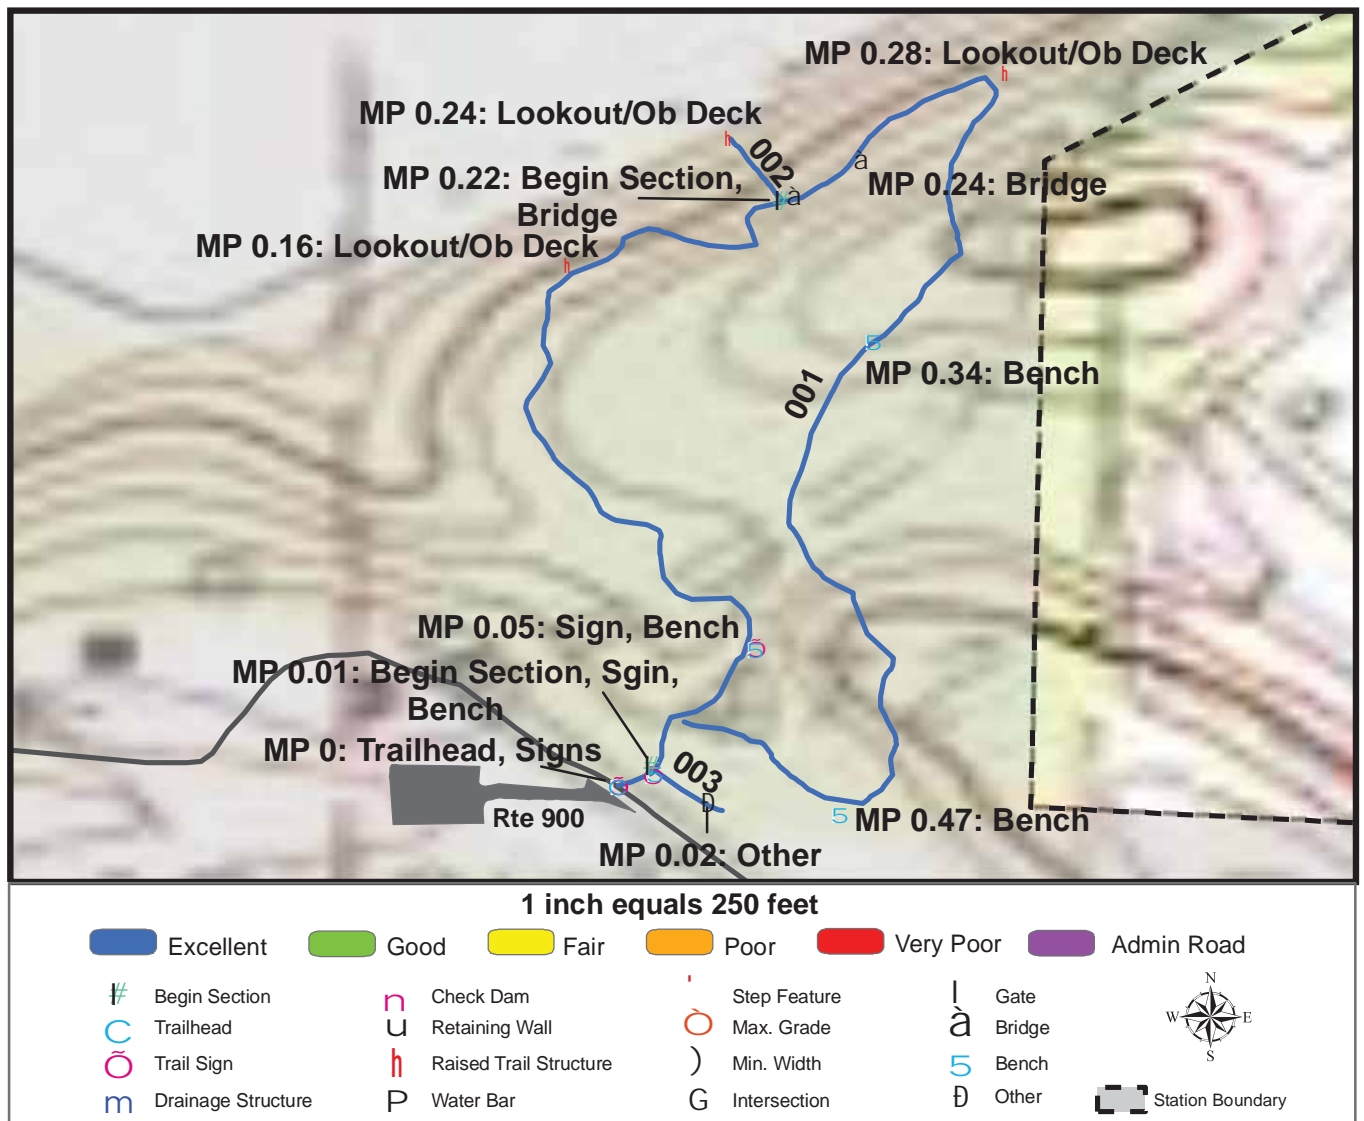 MP 0.28: Lookout/Ob Deck
h
MP 0.24: Lookout/Ob Deck
h
002
à
MP 0.22: Begin Section,
Bridge
à
MP 0.24: Bridge
MP 0.16: Lookout/Ob Deck
h
5
MP 0.34: Bench
001
MP 0.05: Sign, Bench
5
Õ
MP 0.01: Begin Section, Sgin,
Bench
MP 0: Trailhead, Signs
003
Đ
Rte 900
5
MP 0.47: Bench
MP 0.02: Other
1 inch equals 250 feet
Excellent
Good
Fair
Poor
Very Poor
Admin Road
# Begin Section
n Check Dam
' Step Feature
l Gate
C Trailhead
u Retaining Wall
Ò Max. Grade
à Bridge
Õ Trail Sign
h Raised Trail Structure
) Min. Width
5 Bench
m Drainage Structure
P Water Bar
G Intersection
Đ Other
N
W E
S
Station Boundary